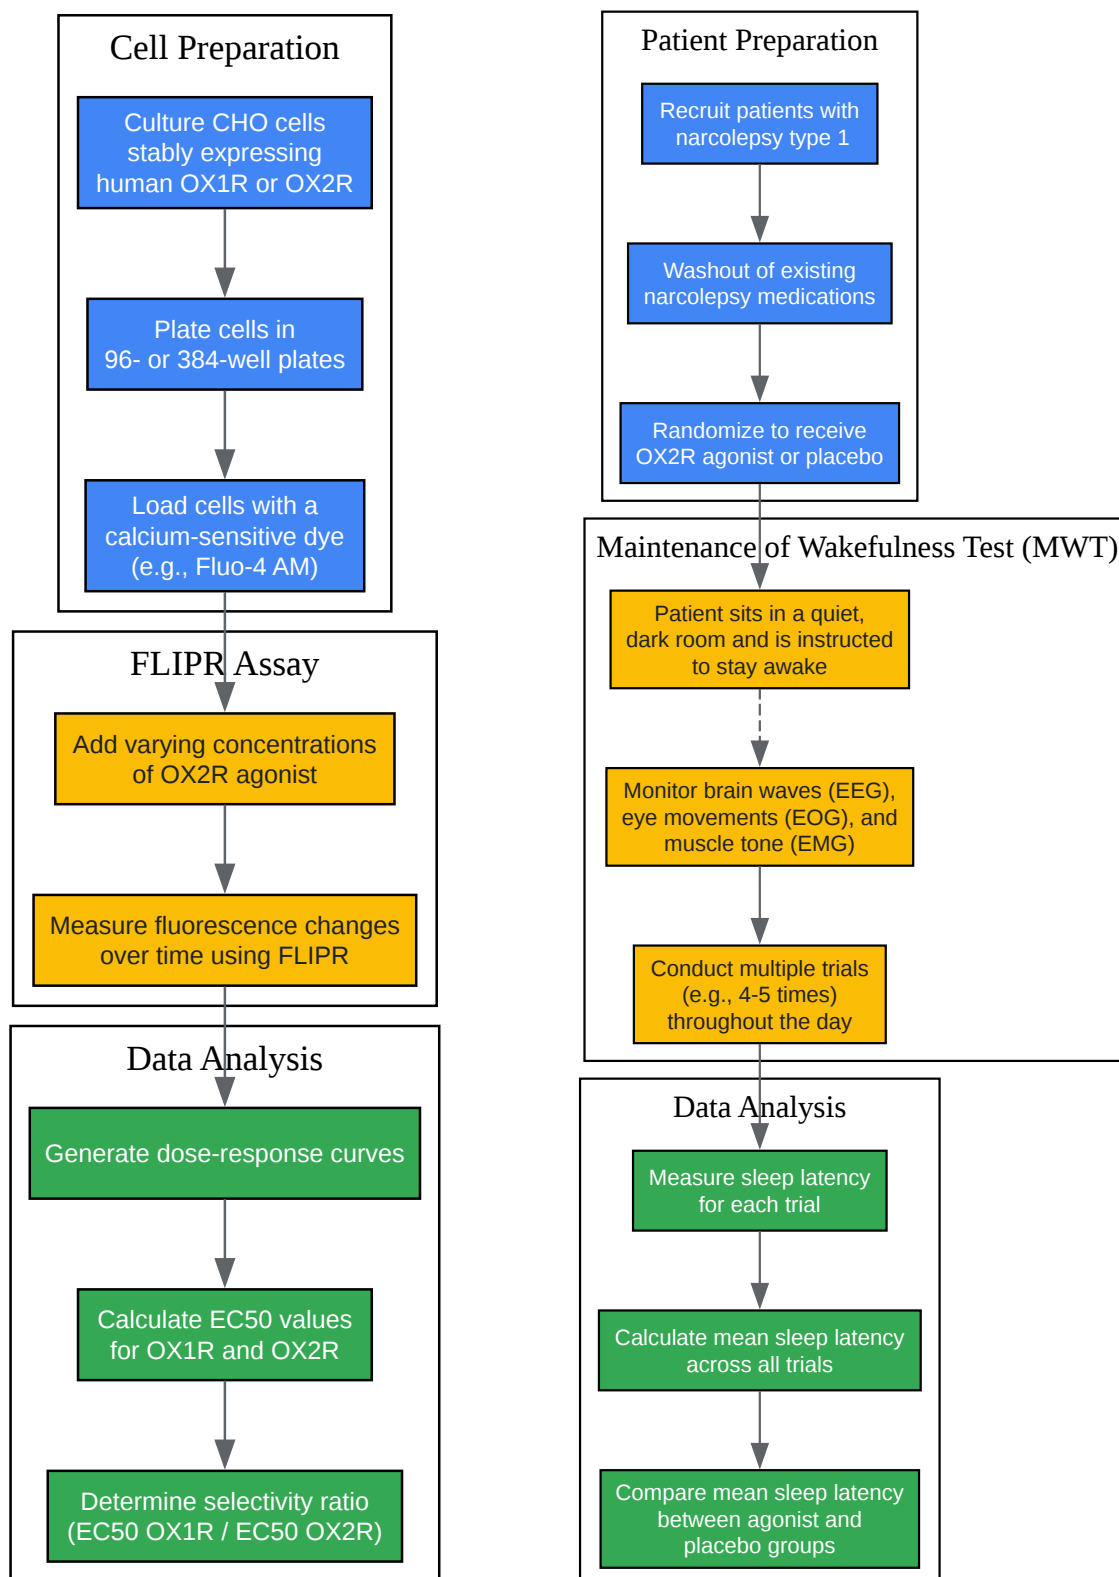 Cell Preparation
Culture CHO cells
stably expressing
human OX1R or OX2R
Plate cells in
96- or 384-well plates
Load cells with a
calcium-sensitive dye
(e.g., Fluo-4 AM)
FLIPR Assay
Add varying concentrations
of OX2R agonist
Measure fluorescence changes
over time using FLIPR
Data Analysis
Generate dose-response curves
Calculate EC50 values
for OX1R and OX2R
Determine selectivity ratio
(EC50 OX1R / EC50 OX2R)
Patient Preparation
Recruit patients with
narcolepsy type 1
Washout of existing
narcolepsy medications
Randomize to receive
OX2R agonist or placebo
Maintenance of Wakefulness Test (MWT)
Patient sits in a quiet,
dark room and is instructed
to stay awake
Monitor brain waves (EEG),
eye movements (EOG), and
muscle tone (EMG)
Conduct multiple trials
(e.g., 4-5 times)
throughout the day
Data Analysis
Measure sleep latency
for each trial
Calculate mean sleep latency
across all trials
Compare mean sleep latency
between agonist and
placebo groups